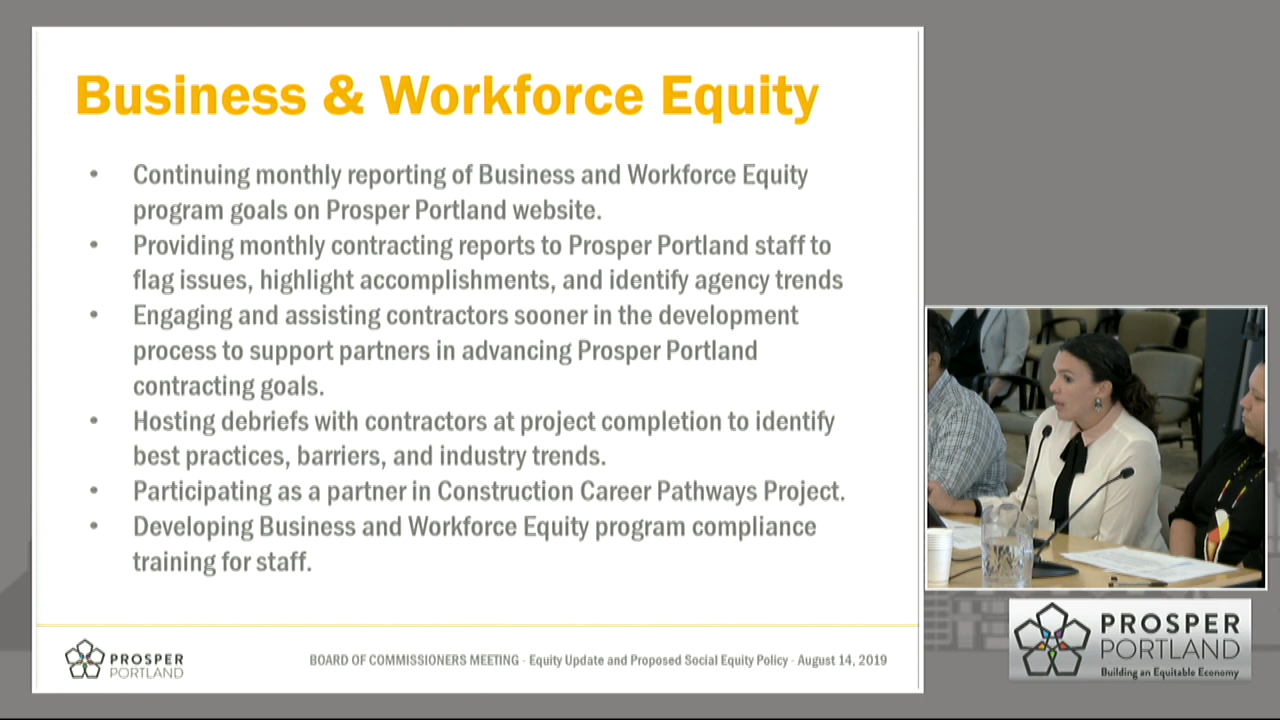 Business & Workforce Equity
• Continuing monthly reporting of Business and Workforce Equity
program goals on Prosper Portland website.
• Providing monthly contracting reports to Prosper Portland staff to
flag issues, highlight accomplishments, and identify agency trends
• Engaging and assisting contractors sooner in the development
process to support partners in advancing Prosper Portland
contracting goals.
• Hosting debriefs with contractors at project completion to identify
best practices, barriers, and industry trends.
• Participating as a partner in Construction Career Pathways Project.
• Developing Business and Workforce Equity program compliance
training for staff.
PROSPER
PORTLAND
BOARD OF COMMISSIONERS MEETING · Equity Update and Proposed Social Equity Policy · August 14, 2019
PROSPER
PORTLAND
Building an Equitable Economy